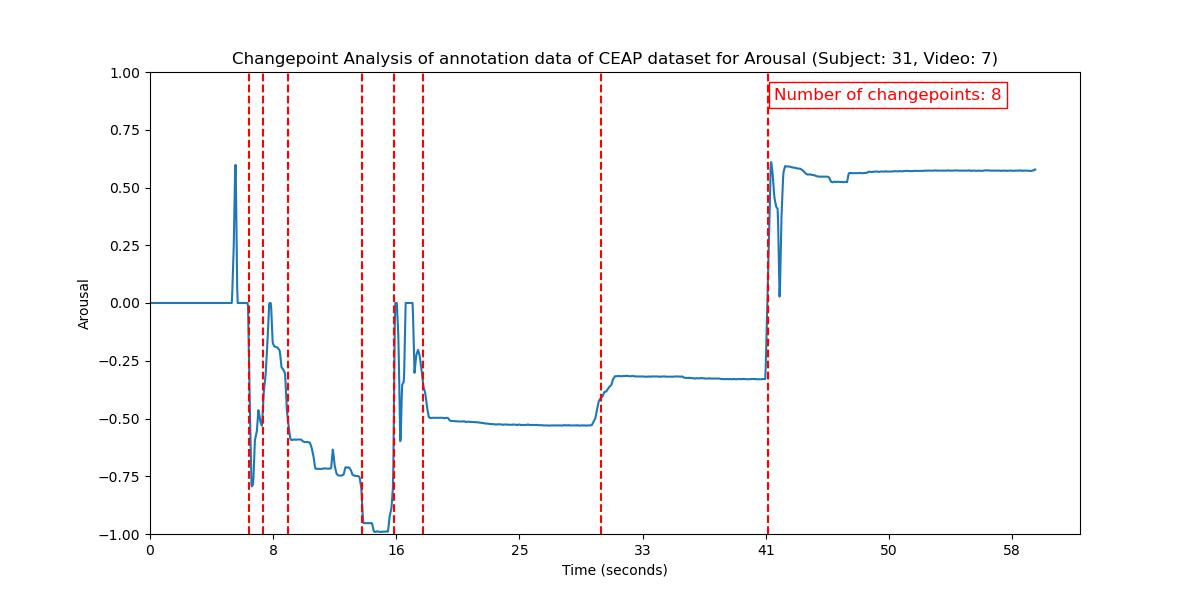 Changepoint Analysis of annotation data of CEAP dataset for Arousal (Subject: 31, Video: 7)
Number of changepoints: 8
Arousal
1.00
0.75
0.50
0.25
0.00
−0.25
−0.50
−0.75
−1.00
0 8 16 25 33 41 50 58
Time (seconds)